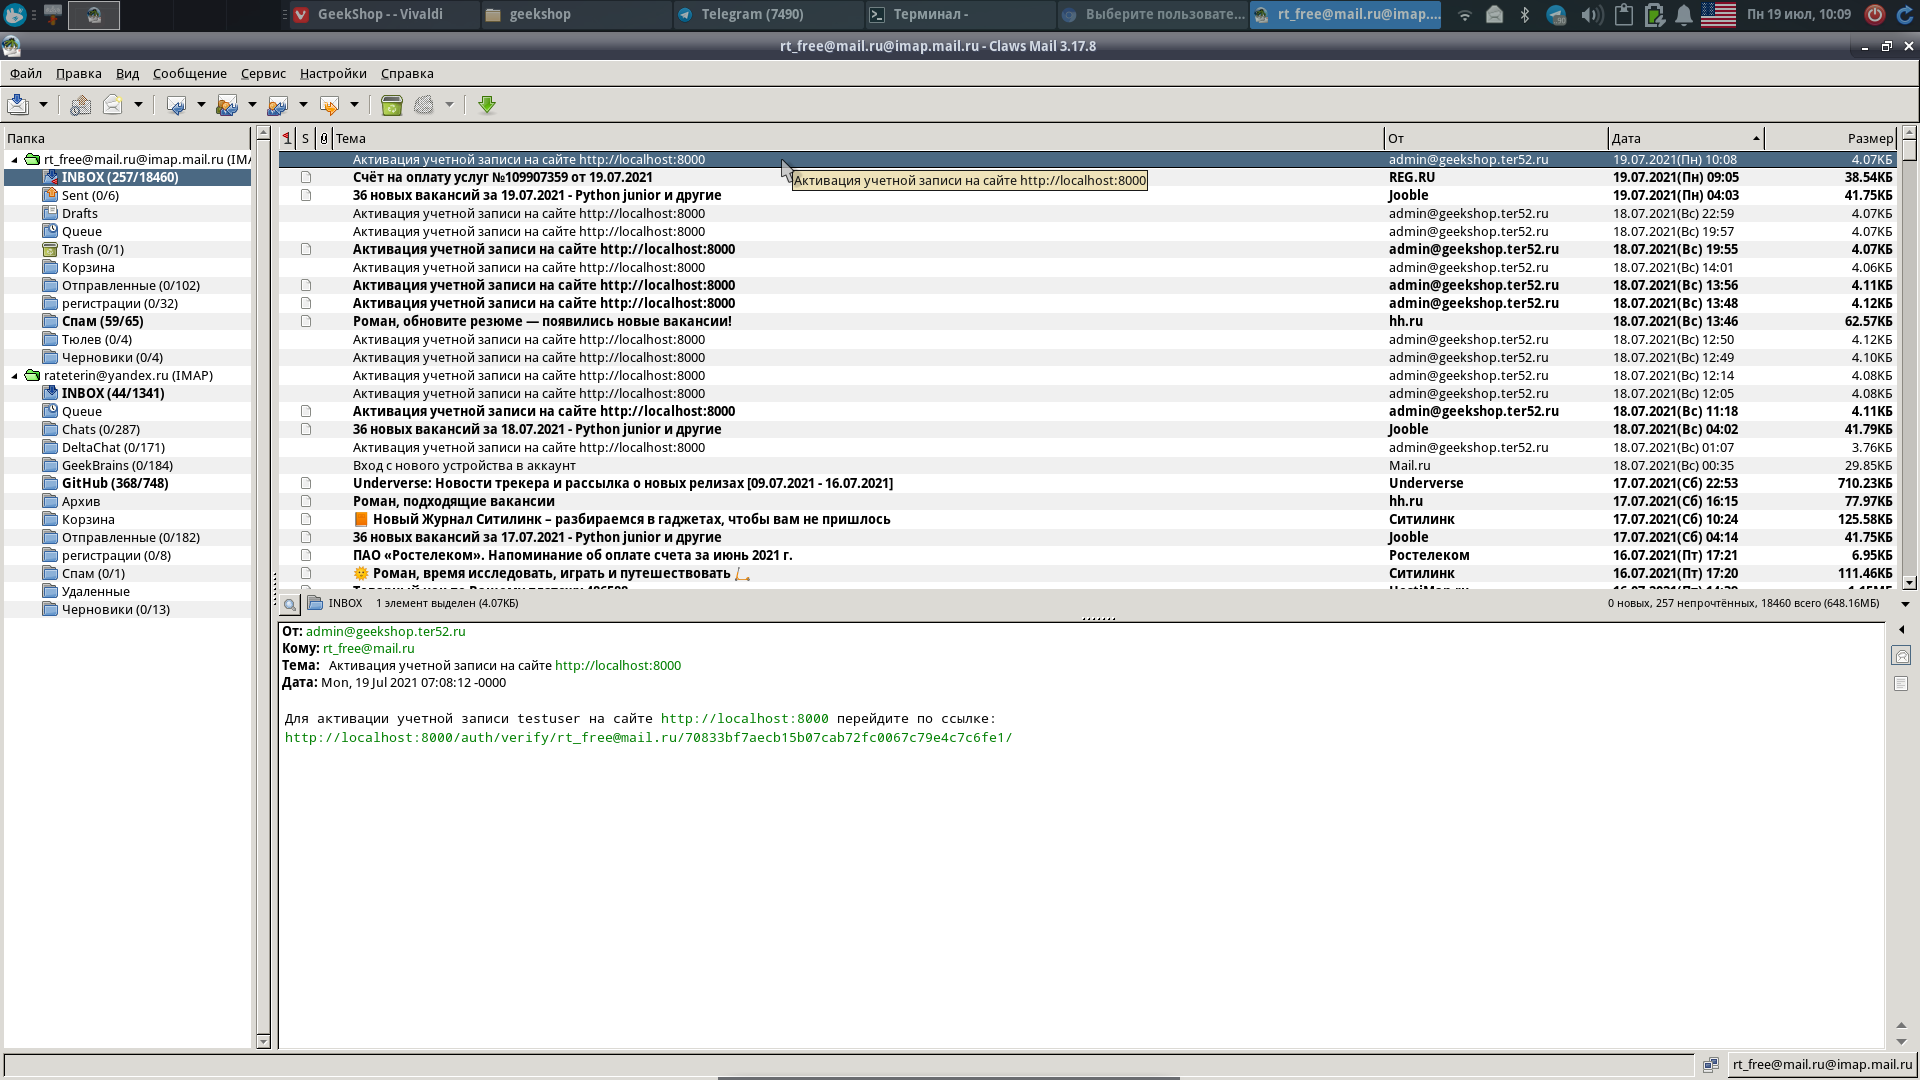 GeekShop - - Vivaldi
geekshop
Telegram (7490)
Терминал -
Выберите пользовате...
rt_free@mail.ru@imap....
Пн 19 июл, 10:09
rt_free@mail.ru@imap.mail.ru - Claws Mail 3.17.8
Файл Правка Вид Сообщение Сервис Настройки Справка
Папка
rt_free@mail.ru@imap.mail.ru (IMA
INBOX (257/18460)
Sent (0/6)
Drafts
Queue
Trash (0/1)
Корзина
Отправленные (0/102)
регистрации (0/32)
Спам (59/65)
Тюлев (0/4)
Черновики (0/4)
rateterin@yandex.ru (IMAP)
INBOX (44/1341)
Queue
Chats (0/287)
DeltaChat (0/171)
GeekBrains (0/184)
GitHub (368/748)
Архив
Корзина
Отправленные (0/182)
регистрации (0/8)
Спам (0/1)
Удаленные
Черновики (0/13)
S Тема От Дата Размер
Активация учетной записи на сайте http://localhost:8000 admin@geekshop.ter52.ru 19.07.2021(Пн) 10:08 4.07КБ
Счёт на оплату услуг №109907359 от 19.07.2021 REG.RU 19.07.2021(Пн) 09:05 38.54КБ
Активация учетной записи на сайте http://localhost:8000
36 новых вакансий за 19.07.2021 - Python junior и другие Jooble 19.07.2021(Пн) 04:03 41.75КБ
Активация учетной записи на сайте http://localhost:8000 admin@geekshop.ter52.ru 18.07.2021(Вс) 22:59 4.07КБ
Активация учетной записи на сайте http://localhost:8000 admin@geekshop.ter52.ru 18.07.2021(Вс) 19:57 4.07КБ
Активация учетной записи на сайте http://localhost:8000 admin@geekshop.ter52.ru 18.07.2021(Вс) 19:55 4.07КБ
Активация учетной записи на сайте http://localhost:8000 admin@geekshop.ter52.ru 18.07.2021(Вс) 14:01 4.06КБ
Активация учетной записи на сайте http://localhost:8000 admin@geekshop.ter52.ru 18.07.2021(Вс) 13:56 4.11КБ
Активация учетной записи на сайте http://localhost:8000 admin@geekshop.ter52.ru 18.07.2021(Вс) 13:48 4.12КБ
Роман, обновите резюме — появились новые вакансии! hh.ru 18.07.2021(Вс) 13:46 62.57КБ
Активация учетной записи на сайте http://localhost:8000 admin@geekshop.ter52.ru 18.07.2021(Вс) 12:50 4.12КБ
Активация учетной записи на сайте http://localhost:8000 admin@geekshop.ter52.ru 18.07.2021(Вс) 12:49 4.10КБ
Активация учетной записи на сайте http://localhost:8000 admin@geekshop.ter52.ru 18.07.2021(Вс) 12:14 4.08КБ
Активация учетной записи на сайте http://localhost:8000 admin@geekshop.ter52.ru 18.07.2021(Вс) 12:05 4.08КБ
Активация учетной записи на сайте http://localhost:8000 admin@geekshop.ter52.ru 18.07.2021(Вс) 11:18 4.11КБ
36 новых вакансий за 18.07.2021 - Python junior и другие Jooble 18.07.2021(Вс) 04:02 41.79КБ
Активация учетной записи на сайте http://localhost:8000 admin@geekshop.ter52.ru 18.07.2021(Вс) 01:07 3.76КБ
Вход с нового устройства в аккаунт Mail.ru 18.07.2021(Вс) 00:35 29.85КБ
Underverse: Новости трекера и рассылка о новых релизах [09.07.2021 - 16.07.2021] Underverse 17.07.2021(Сб) 22:53 710.23КБ
Роман, подходящие вакансии hh.ru 17.07.2021(Сб) 16:15 77.97КБ
📙 Новый Журнал Ситилинк – разбираемся в гаджетах, чтобы вам не пришлось Ситилинк 17.07.2021(Сб) 10:24 125.58КБ
36 новых вакансий за 17.07.2021 - Python junior и другие Jooble 17.07.2021(Сб) 04:14 41.75КБ
ПАО «Ростелеком». Напоминание об оплате счета за июнь 2021 г. Ростелеком 16.07.2021(Пт) 17:21 6.95КБ
🌞 Роман, время исследовать, играть и путешествовать 🛴 Ситилинк 16.07.2021(Пт) 17:20 111.46КБ
INBOX 1 элемент выделен (4.07КБ) 0 новых, 257 непрочтённых, 18460 всего (648.16МБ)
От: admin@geekshop.ter52.ru
Кому: rt_free@mail.ru
Тема: Активация учетной записи на сайте http://localhost:8000
Дата: Mon, 19 Jul 2021 07:08:12 -0000
Для активации учетной записи testuser на сайте http://localhost:8000 перейдите по ссылке:
http://localhost:8000/auth/verify/rt_free@mail.ru/70833bf7aecb15b07cab72fc0067c79e4c7c6fe1/
rt_free@mail.ru@imap.mail.ru